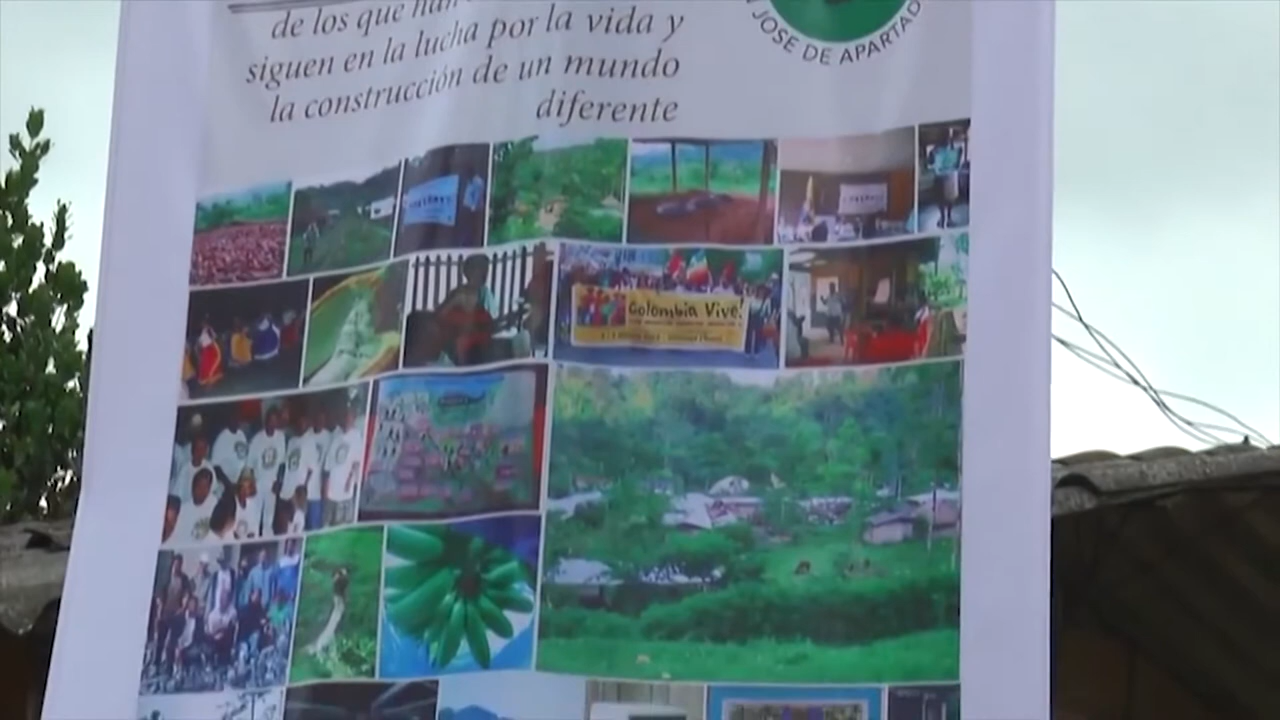 de los que han
siguen en la lucha por la vida y
la construcción de un mundo
diferente
JOSE DE APARTAD
Colombia Vive!